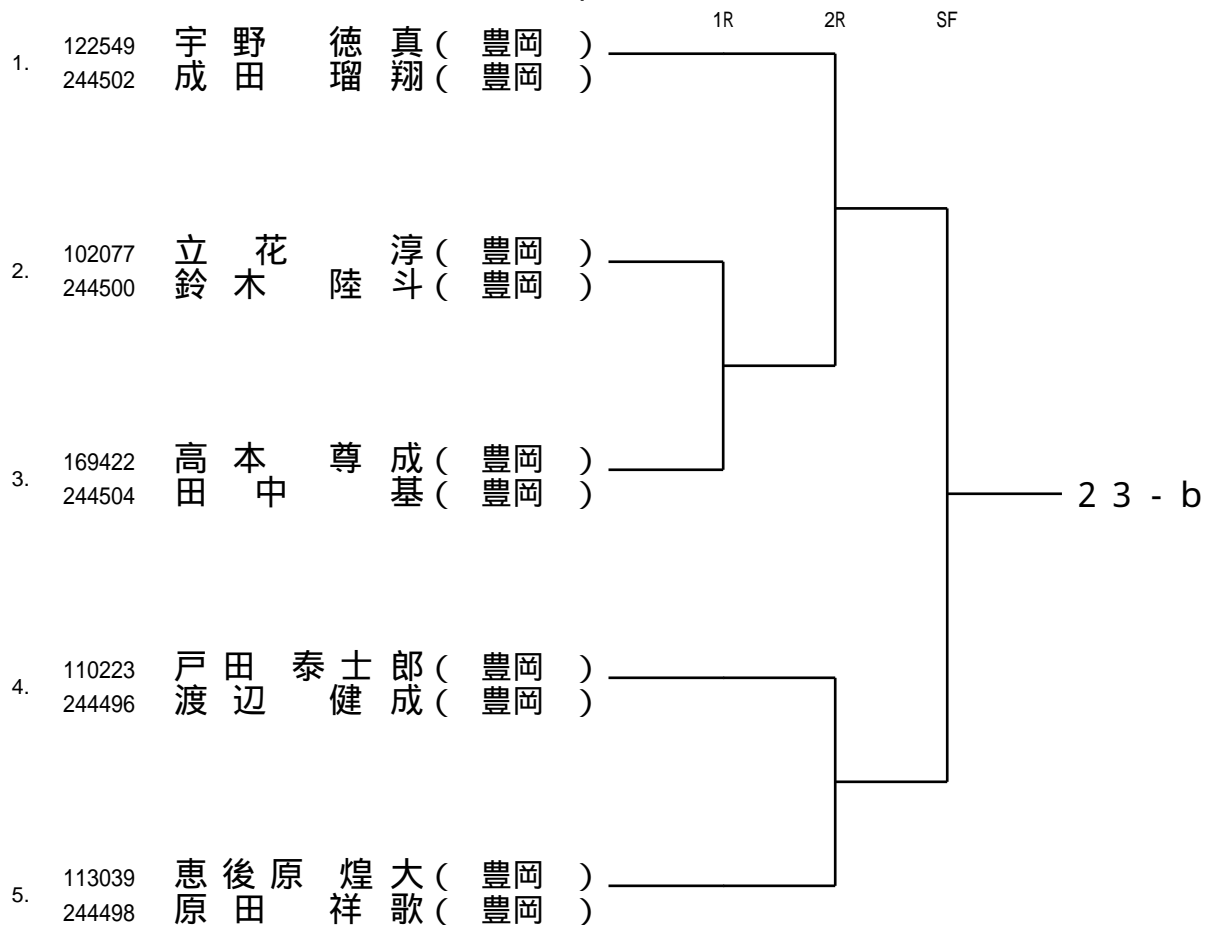 1R 2R SF
1. 122549 宇野 徳真(豊岡)
244502 成田 瑠翔(豊岡)
2. 102077 立花 淳(豊岡)
244500 鈴木 陸斗(豊岡)
3. 169422 高本 尊成(豊岡)
244504 田中 基(豊岡)
23-b
4. 110223 戸田 泰士郎(豊岡)
244496 渡辺 健成(豊岡)
5. 113039 恵後原 煌大(豊岡)
244498 原田 祥歌(豊岡)